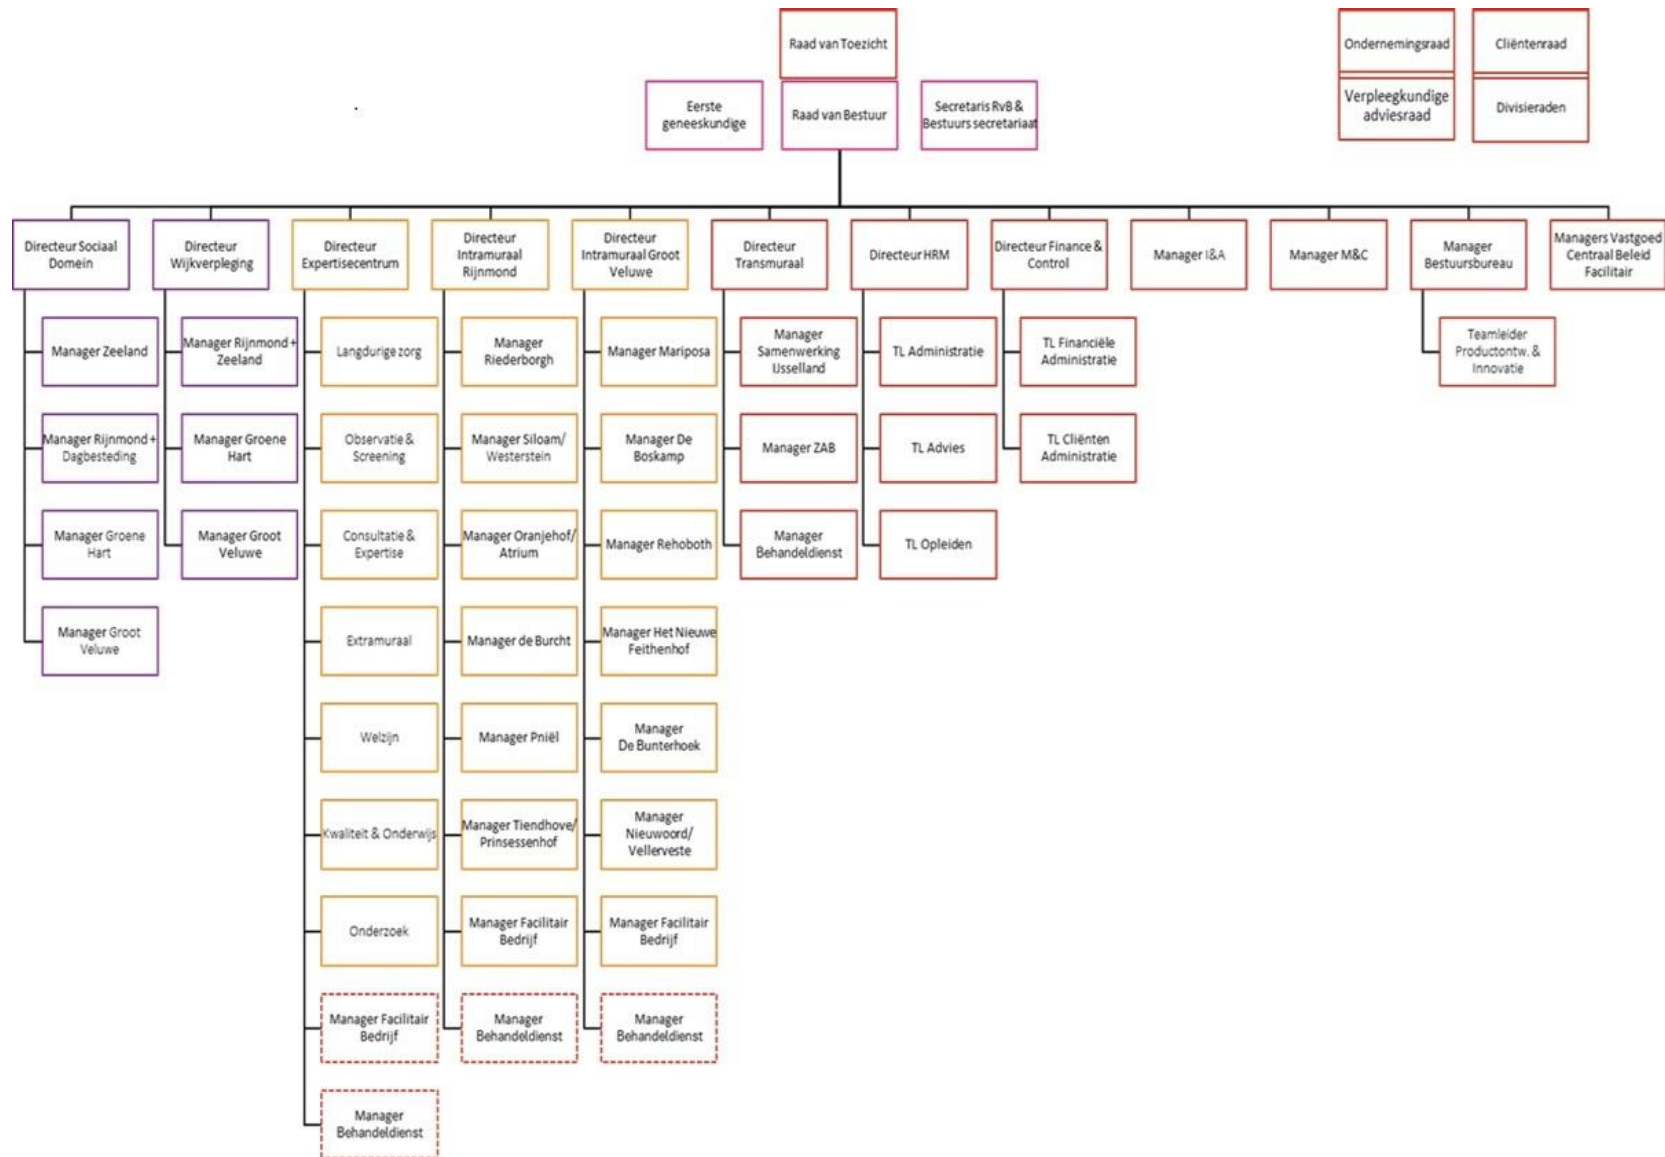 Raad van Toezicht
Ondernemingsraad
Cliëntenraad
Eerste
geneeskundige
Raad van Bestuur
Secretaris RvB &
Bestuurs secretariaat
Verpleegkundige
adviesraad
Divisieraden
Directeur Sociaal
Domein
Directeur
Wijkverpleging
Directeur
Expertisecentrum
Directeur
Intramuraal
Rijnmond
Directeur
Intramuraal Groot
Veluwe
Directeur
Transmuraal
Directeur HRM
Directeur Finance &
Control
Manager I&A
Manager M&C
Manager
Bestuursbureau
Managers Vastgoed
Centraal Beleid
Facilitair
Manager Zeeland
Manager Rijnmond +
Dagbesteding
Manager Groene
Hart
Manager Groot
Veluwe
Manager Rijnmond +
Zeeland
Manager Groene
Hart
Manager Groot
Veluwe
Langdurige zorg
Observatie &
Screening
Consultatie &
Expertise
Extramuraal
Welzijn
Kwaliteit & Onderwijs
Onderzoek
Manager Facilitair
Bedrijf
Manager
Behandeldienst
Manager
Riederborgh
Manager Siloam/
Westerstein
Manager Oranjehof/
Atrium
Manager de Burcht
Manager Pniël
Manager Tiendhove/
Prinsessenhof
Manager Facilitair
Bedrijf
Manager
Behandeldienst
Manager Mariposa
Manager De
Boskamp
Manager Rehoboth
Manager Het Nieuwe
Feithenhof
Manager
De Bunterhoek
Manager
Nieuwoord/
Vellerveste
Manager Facilitair
Bedrijf
Manager
Behandeldienst
Manager
Samenwerking
IJsselland
Manager ZAB
Manager
Behandeldienst
TL Administratie
TL Advies
TL Opleiden
TL Financiële
Administratie
TL Cliënten
Administratie
Teamleider
Productontw. &
Innovatie